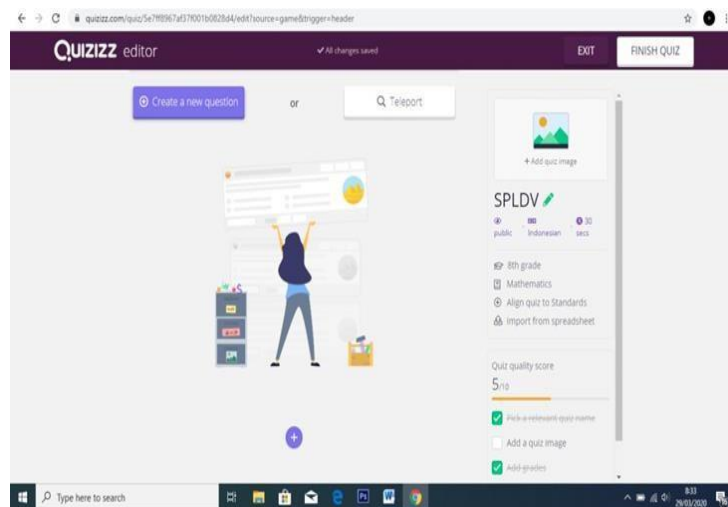 quizizz.com/quiz/5e7ff8967af37f001b0828d4/edit?source=game&trigger=header
QUIZIZZ editor
All changes saved
EXIT
FINISH QUIZ
Create a new question
or
Teleport
+ Add quiz image
SPLDV
public
Indonesian
30 secs
8th grade
Mathematics
Align quiz to Standards
Import from spreadsheet
Quiz quality score
5/10
Pick a relevant quiz name
Add a quiz image
Add grades
Type here to search
8:33
29/03/2020